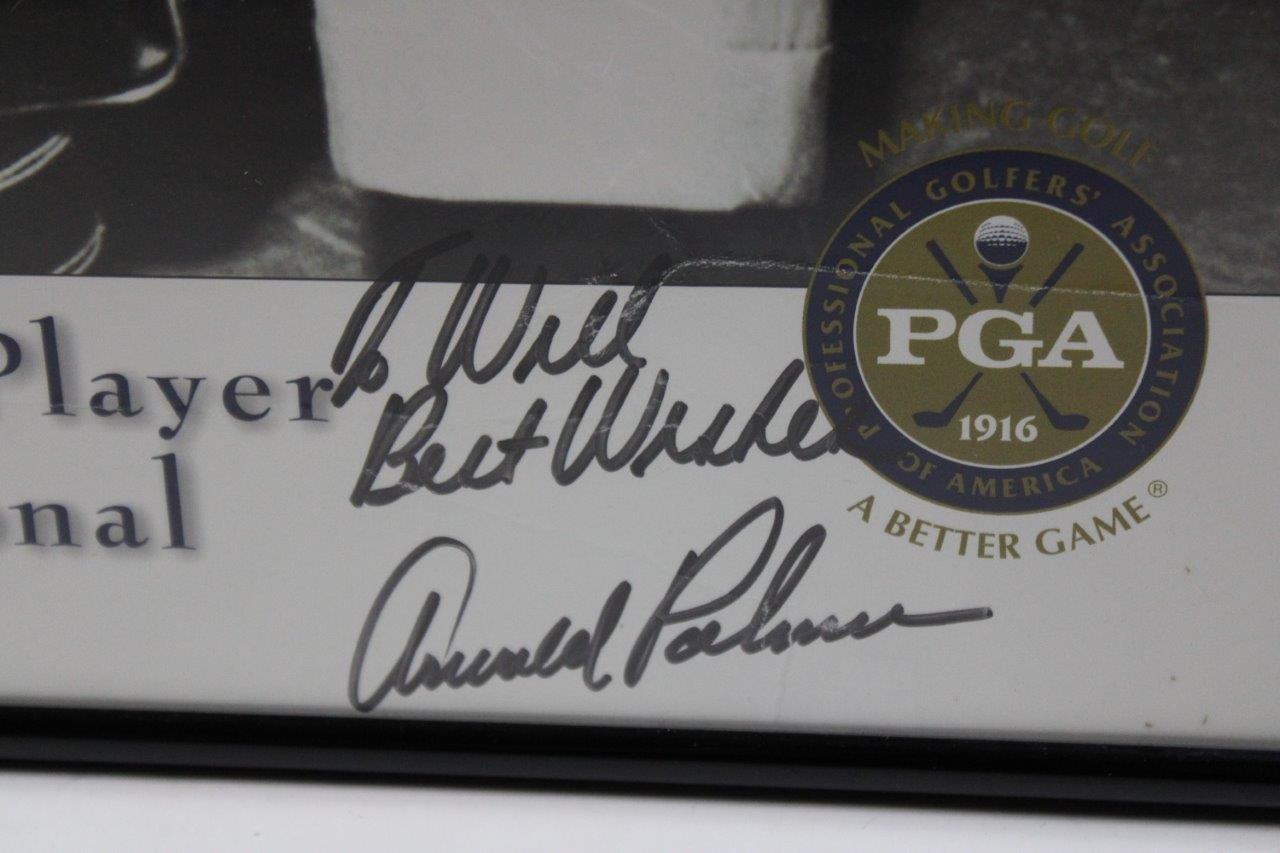 Player
onal
To Will
Best Wishes
Arnold Palmer
MAKING GOLF
PROFESSIONAL GOLFERS' ASSOCIATION
OF AMERICA
PGA
1916
A BETTER GAME®